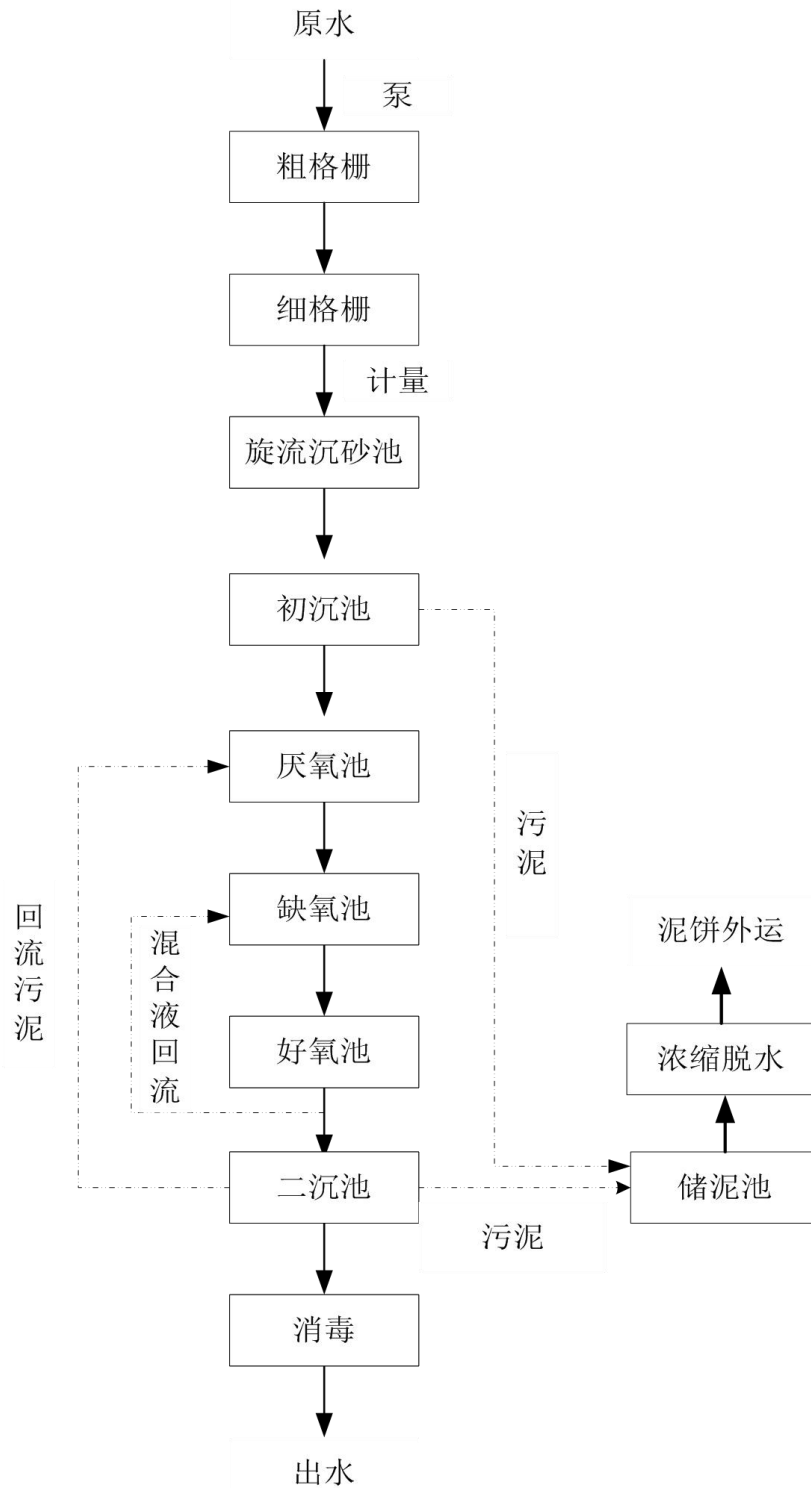 原水
泵
粗格栅
细格栅
计量
旋流沉砂池
初沉池
厌氧池
污泥
缺氧池
回流污泥
混合液回流
泥饼外运
好氧池
浓缩脱水
二沉池
储泥池
污泥
消毒
出水